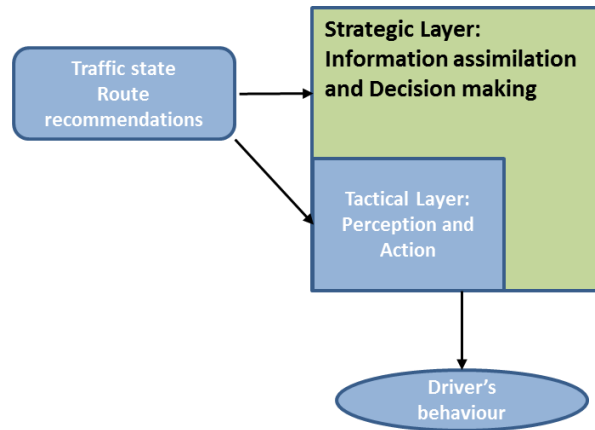 Traffic state
Route
recommendations
Strategic Layer:
Information assimilation
and Decision making
Tactical Layer:
Perception and
Action
Driver's
behaviour